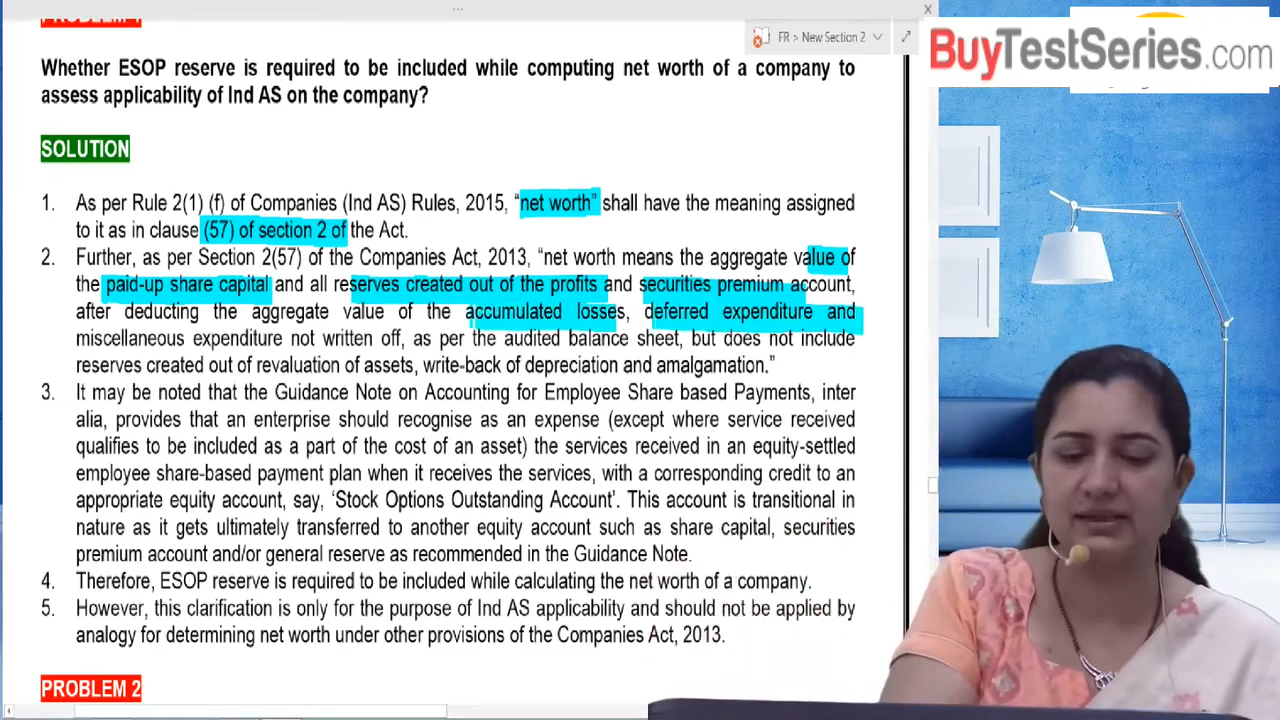 PROBLEM 1
FR > New Section 2
BuyTestSeries.com
Whether ESOP reserve is required to be included while computing net worth of a company to
assess applicability of Ind AS on the company?
SOLUTION
1. As per Rule 2(1) (f) of Companies (Ind AS) Rules, 2015, “net worth” shall have the meaning assigned
to it as in clause (57) of section 2 of the Act.
2. Further, as per Section 2(57) of the Companies Act, 2013, “net worth means the aggregate value of
the paid-up share capital and all reserves created out of the profits and securities premium account,
after deducting the aggregate value of the accumulated losses, deferred expenditure and
miscellaneous expenditure not written off, as per the audited balance sheet, but does not include
reserves created out of revaluation of assets, write-back of depreciation and amalgamation.”
3. It may be noted that the Guidance Note on Accounting for Employee Share based Payments, inter
alia, provides that an enterprise should recognise as an expense (except where service received
qualifies to be included as a part of the cost of an asset) the services received in an equity-settled
employee share-based payment plan when it receives the services, with a corresponding credit to an
appropriate equity account, say, ‘Stock Options Outstanding Account’. This account is transitional in
nature as it gets ultimately transferred to another equity account such as share capital, securities
premium account and/or general reserve as recommended in the Guidance Note.
4. Therefore, ESOP reserve is required to be included while calculating the net worth of a company.
5. However, this clarification is only for the purpose of Ind AS applicability and should not be applied by
analogy for determining net worth under other provisions of the Companies Act, 2013.
PROBLEM 2